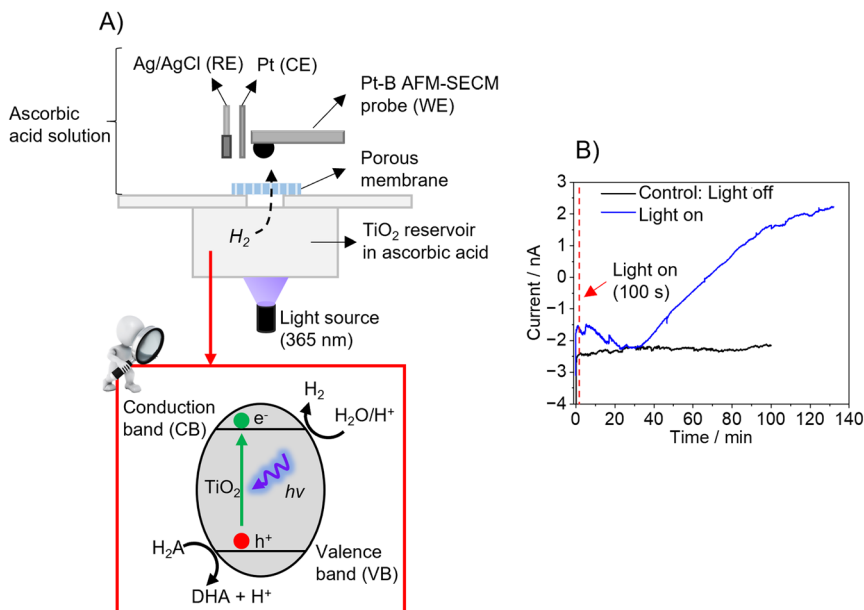 A)
Ag/AgCl (RE)
Pt (CE)
Pt-B AFM-SECM
probe (WE)
Ascorbic
acid solution
Porous
membrane
H₂
TiO₂ reservoir
in ascorbic acid
Light source
(365 nm)
Conduction
band (CB)
e⁻
H₂
H₂O/H⁺
TiO₂
hv
H₂A
h⁺
Valence
band (VB)
DHA + H⁺
B)
Control: Light off
Light on
Light on
(100 s)
Current / nA
3
2
1
0
−1
−2
−3
−4
0 20 40 60 80 100 120 140
Time / min